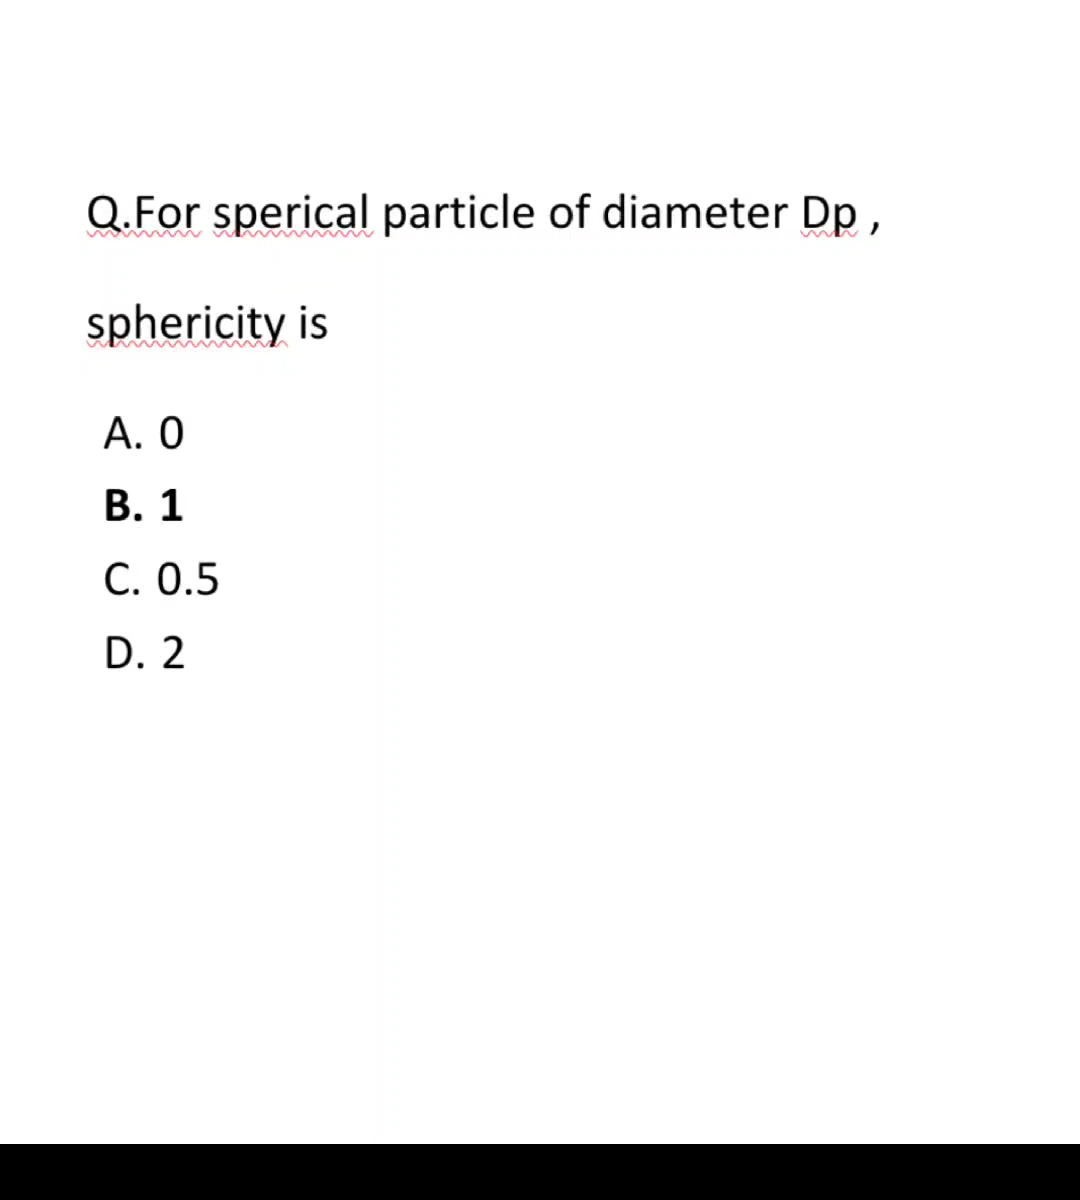 Q.For sperical particle of diameter Dp ,
sphericity is
A. 0
B. 1
C. 0.5
D. 2